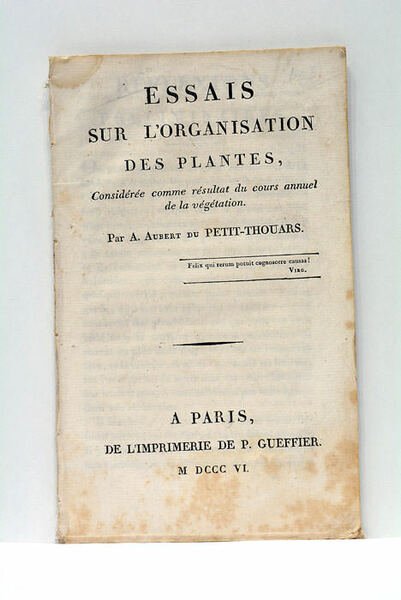 ESSAIS
SUR L'ORGANISATION
DES PLANTES,
Considérée comme résultat du cours annuel
de la végétation.
Par A. AUBERT DU PETIT-THOUARS.
Felix qui rerum potuit cognoscere causas!
VIRG.
A PARIS,
DE L'IMPRIMERIE DE P. GUEFFIER.
M DCCC VI.